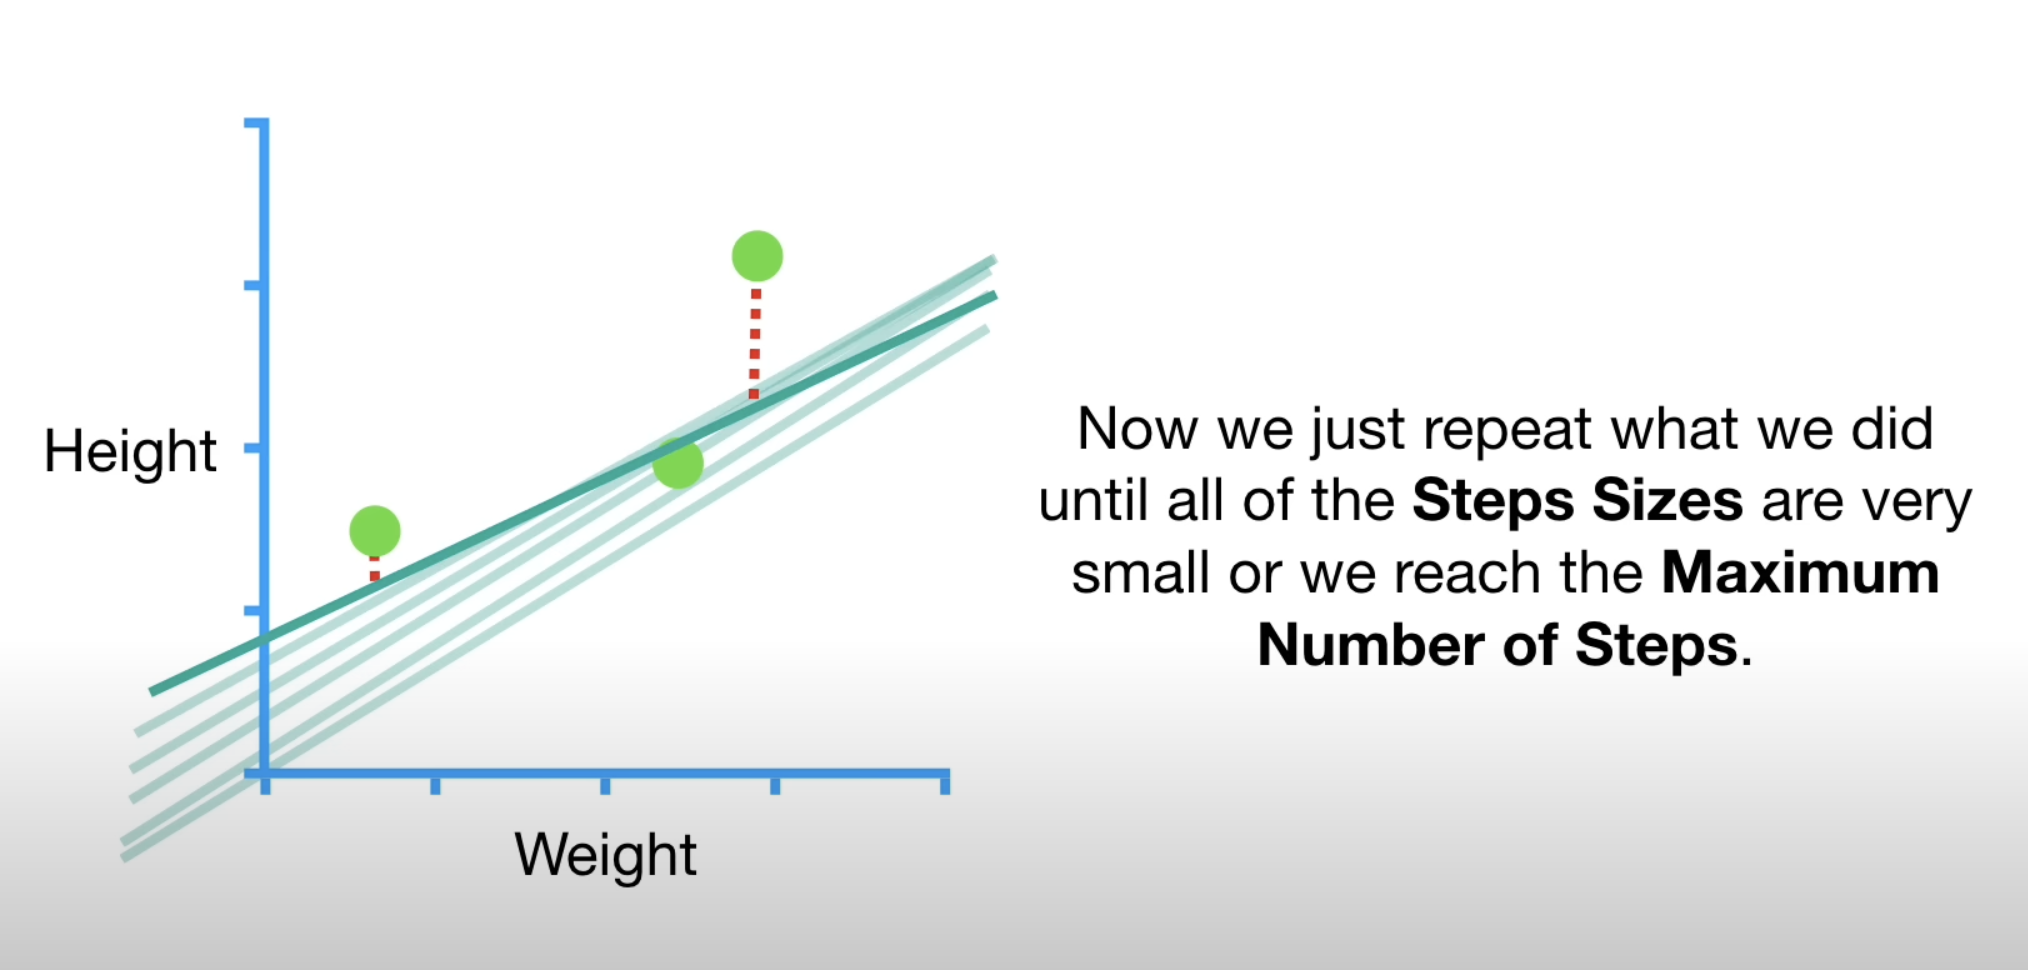 Height
Weight
Now we just repeat what we did
until all of the Steps Sizes are very
small or we reach the Maximum
Number of Steps.